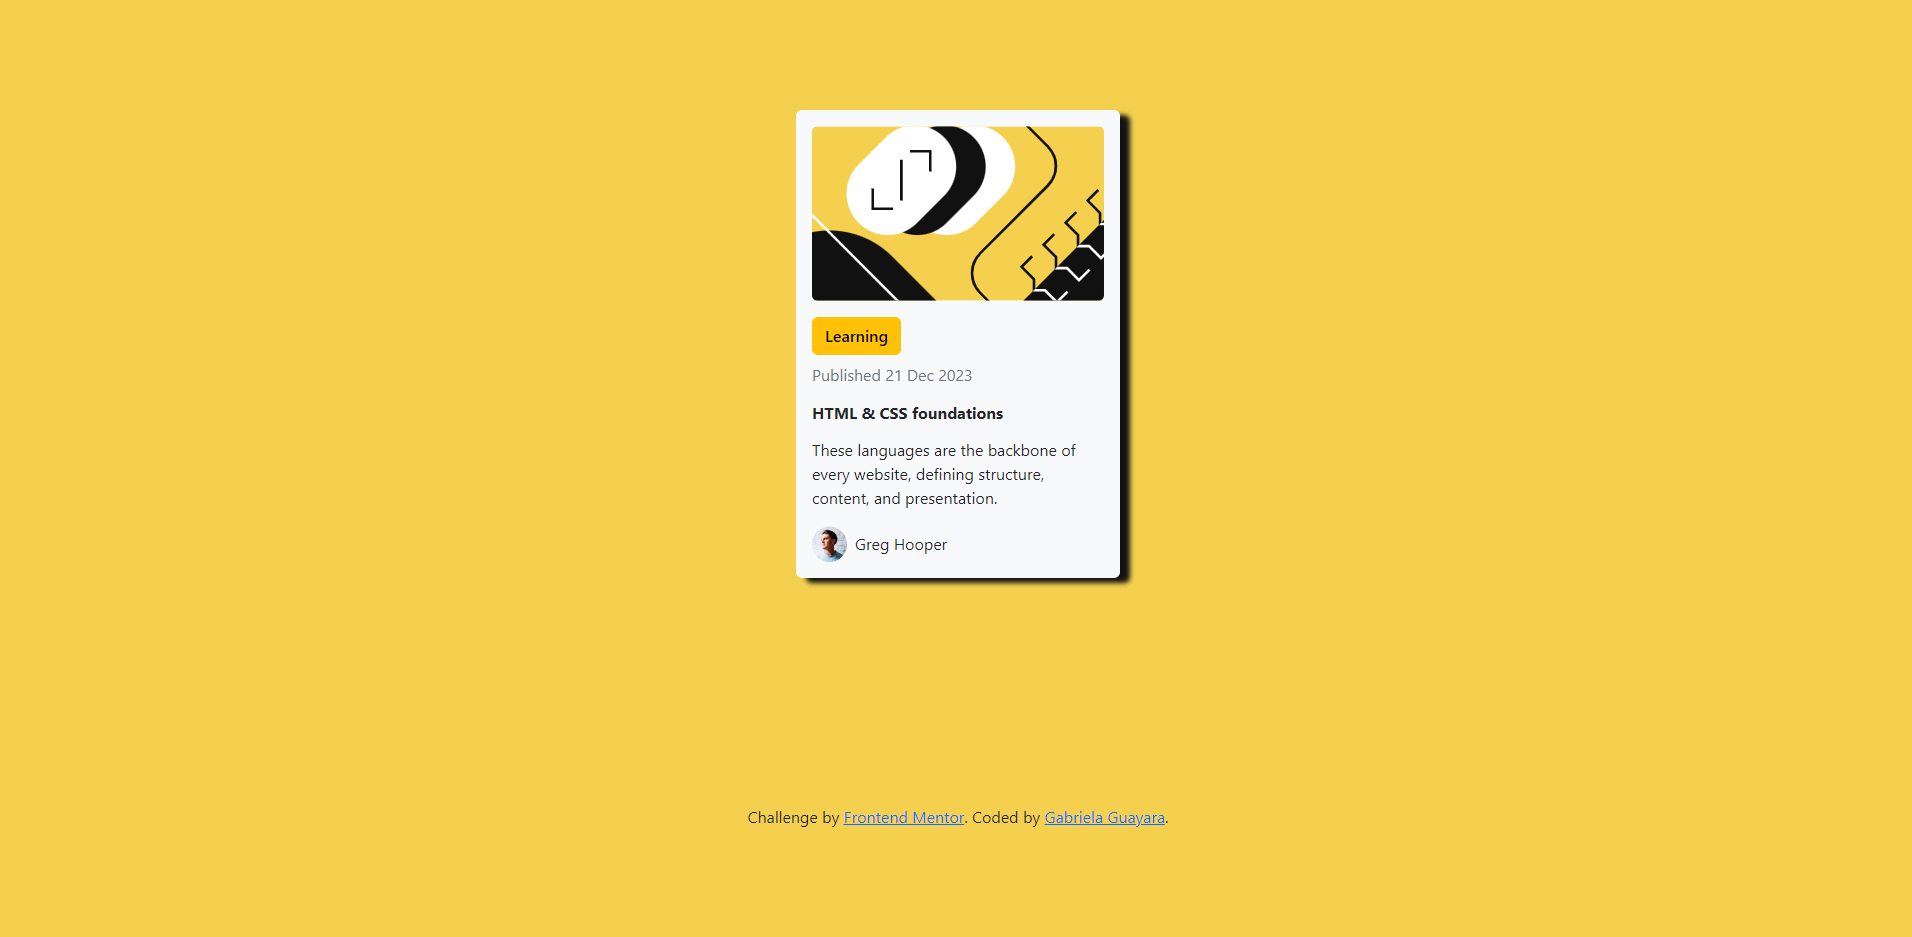 Learning
Published 21 Dec 2023
HTML & CSS foundations
These languages are the backbone of
every website, defining structure,
content, and presentation.
Greg Hooper
Challenge by Frontend Mentor. Coded by Gabriela Guayara.